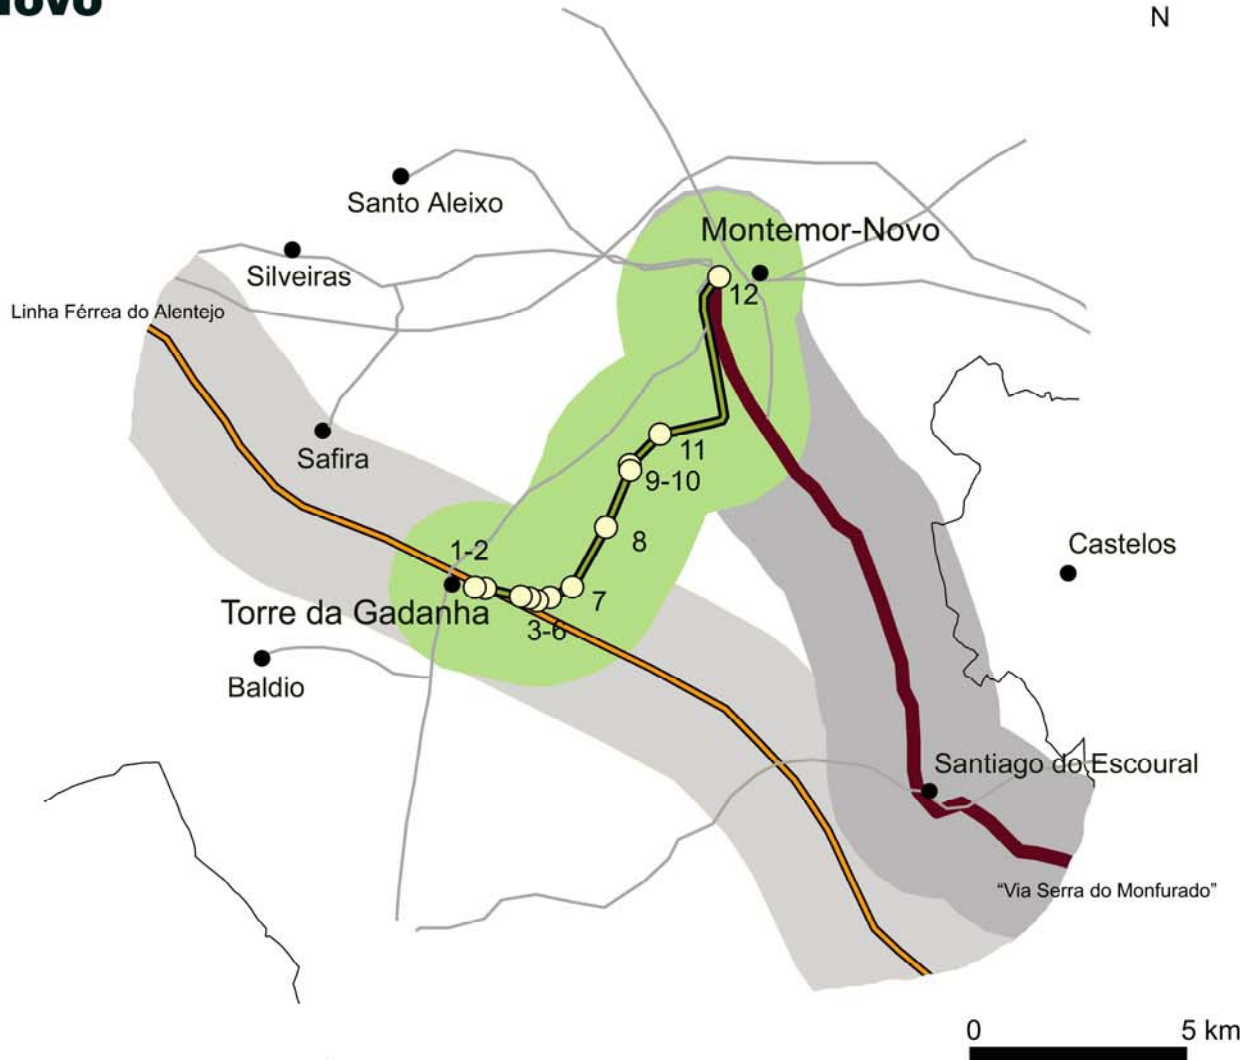 N
Santo Aleixo
Montemor-Novo
Silveiras
12
Linha Férrea do Alentejo
Safira
11
9-10
8
1-2
Castelos
7
Torre da Gadanha
3-6
Baldio
Santiago do Escoural
“Via Serra do Monfurado”
0
5 km